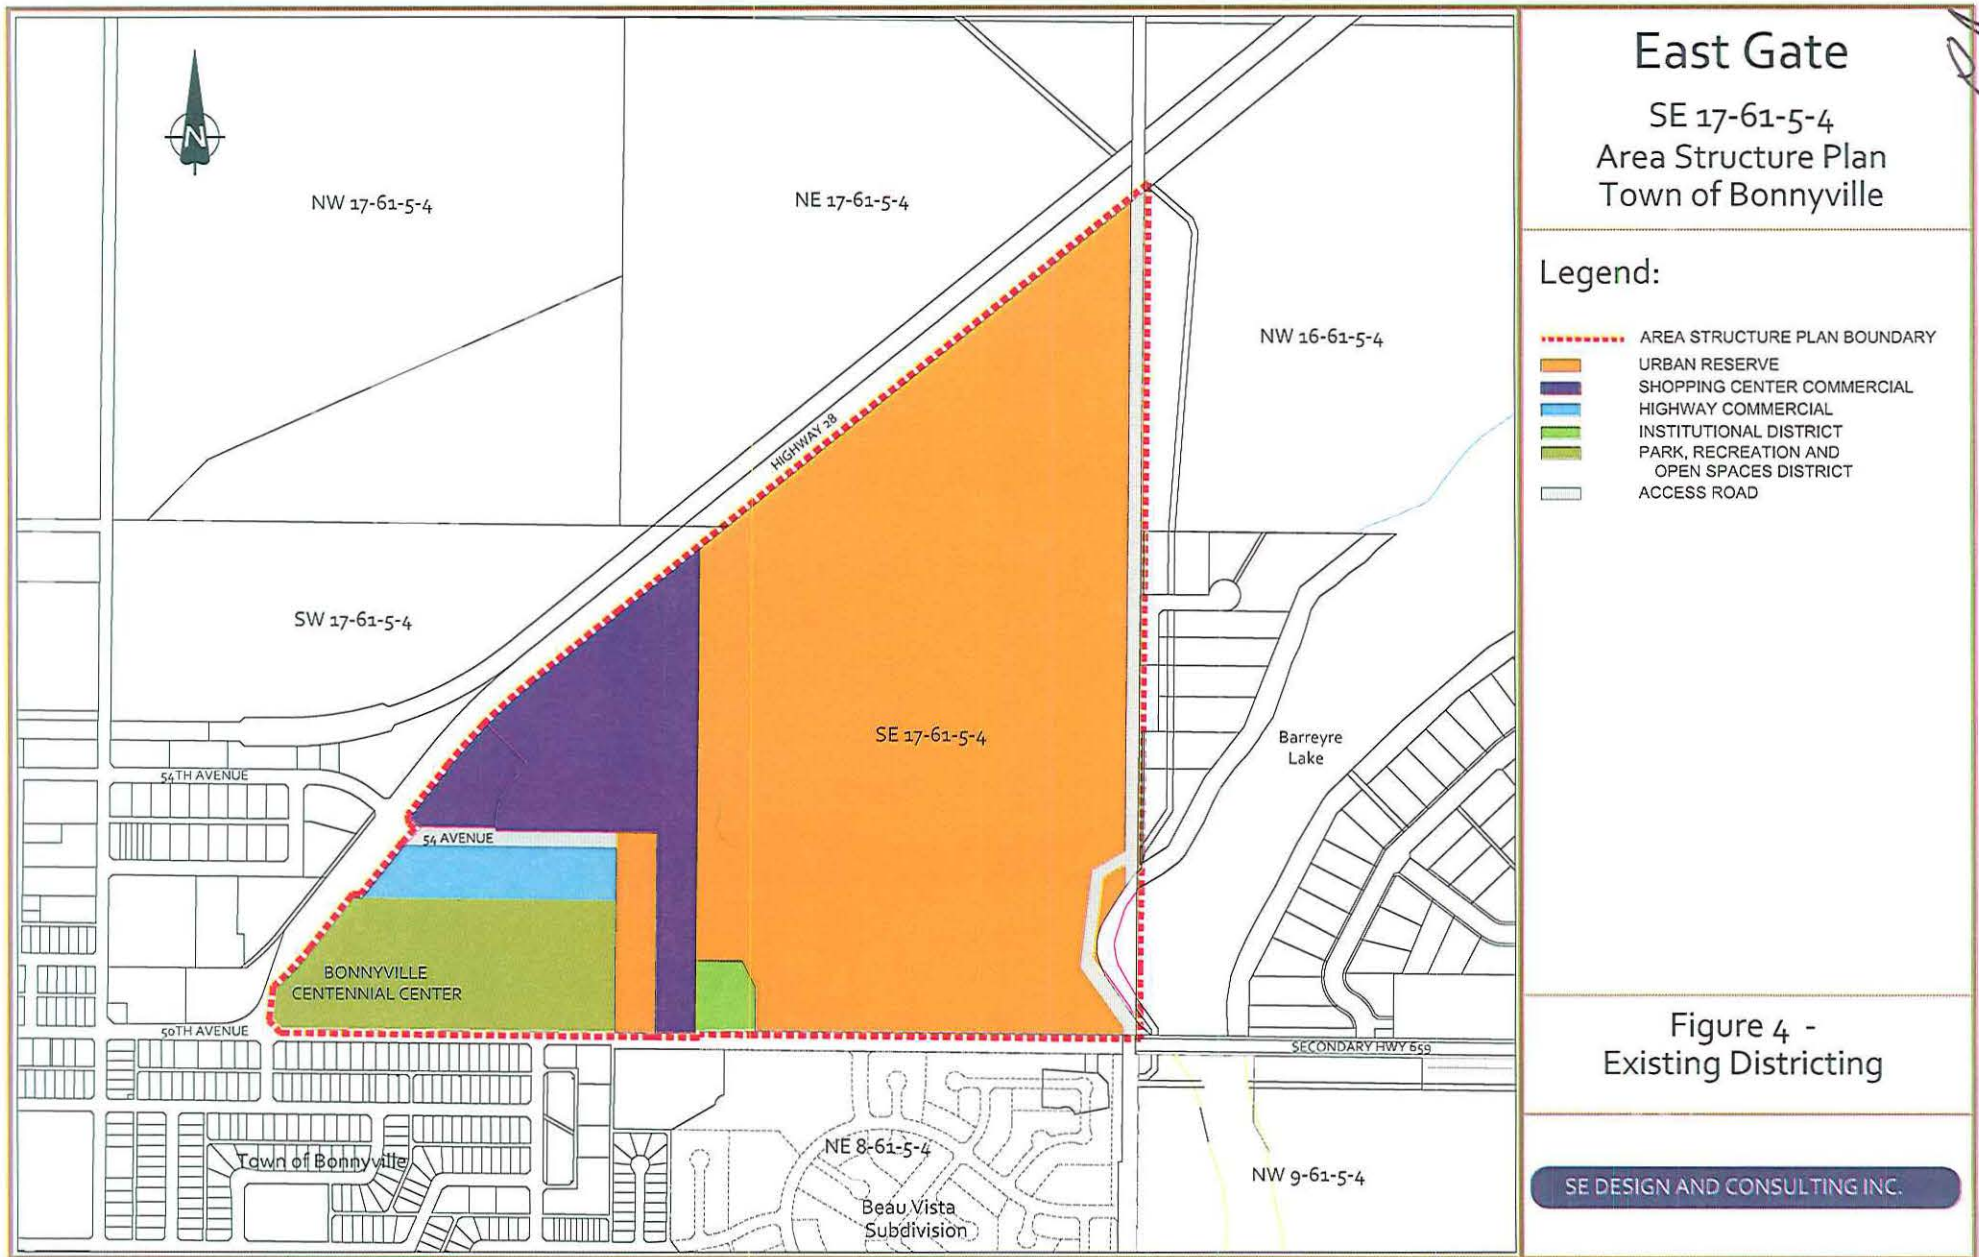 East Gate
SE 17-61-5-4
Area Structure Plan
Town of Bonnyville
Legend:
AREA STRUCTURE PLAN BOUNDARY
URBAN RESERVE
SHOPPING CENTER COMMERCIAL
HIGHWAY COMMERCIAL
INSTITUTIONAL DISTRICT
PARK, RECREATION AND
OPEN SPACES DISTRICT
ACCESS ROAD
Figure 4 -
Existing Districting
SE DESIGN AND CONSULTING INC.
N
NW 17-61-5-4
NE 17-61-5-4
NW 16-61-5-4
HIGHWAY 28
SW 17-61-5-4
SE 17-61-5-4
Barreyre
Lake
54TH AVENUE
54 AVENUE
BONNYVILLE
CENTENNIAL CENTER
50TH AVENUE
SECONDARY HWY 659
NE 8-61-5-4
Town of Bonnyville
NW 9-61-5-4
Beau Vista
Subdivision